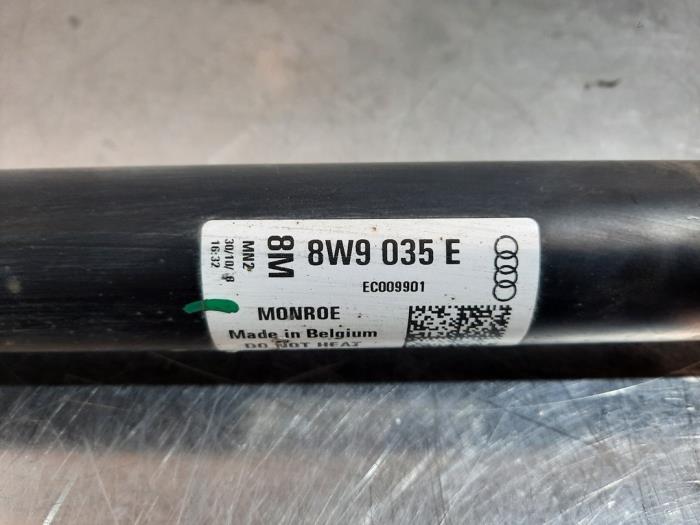 8M 8W9 035 E
EC009901
MONROE
Made in Belgium
DO NOT HEAT
MN2
16:32